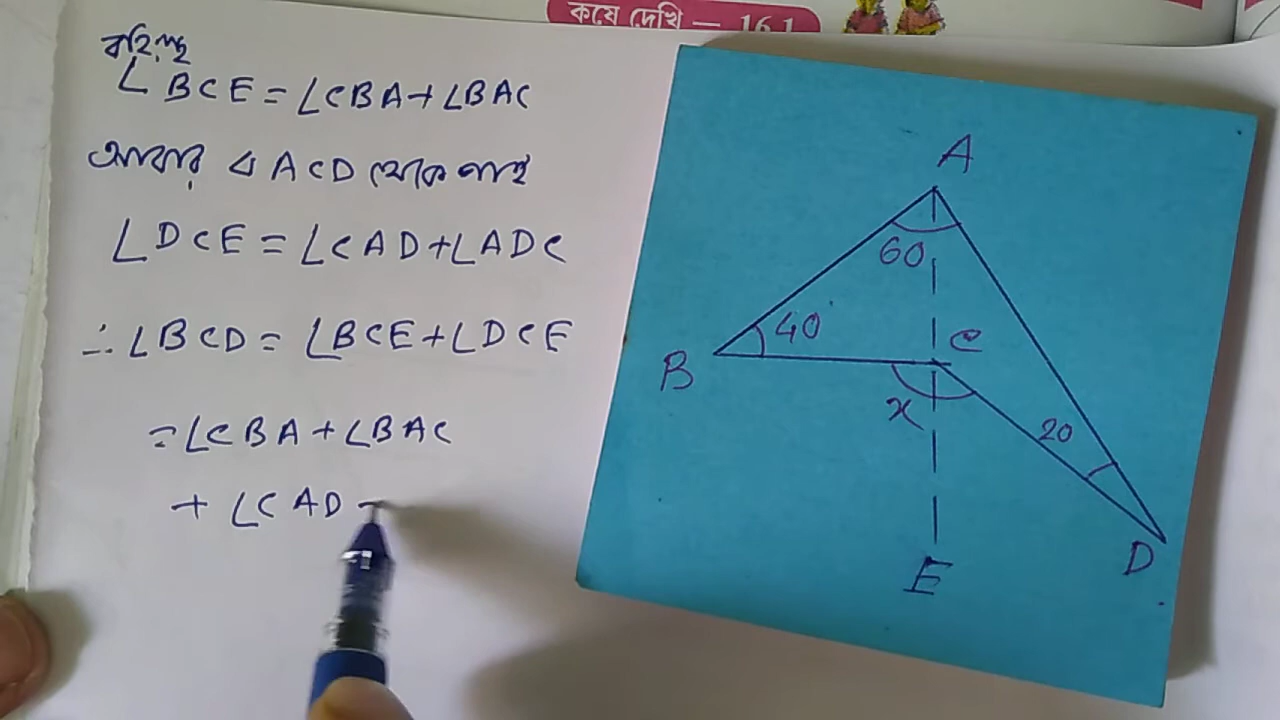 কষে দেখি — 16.1
বহিঃস্থ
∠BCE = ∠CBA + ∠BAC
আবার △ACD থেকে পাই
∠DCE = ∠CAD + ∠ADC
∴ ∠BCD = ∠BCE + ∠DCE
= ∠CBA + ∠BAC
+ ∠CAD +
A
60
40°
B
C
x
20
D
E